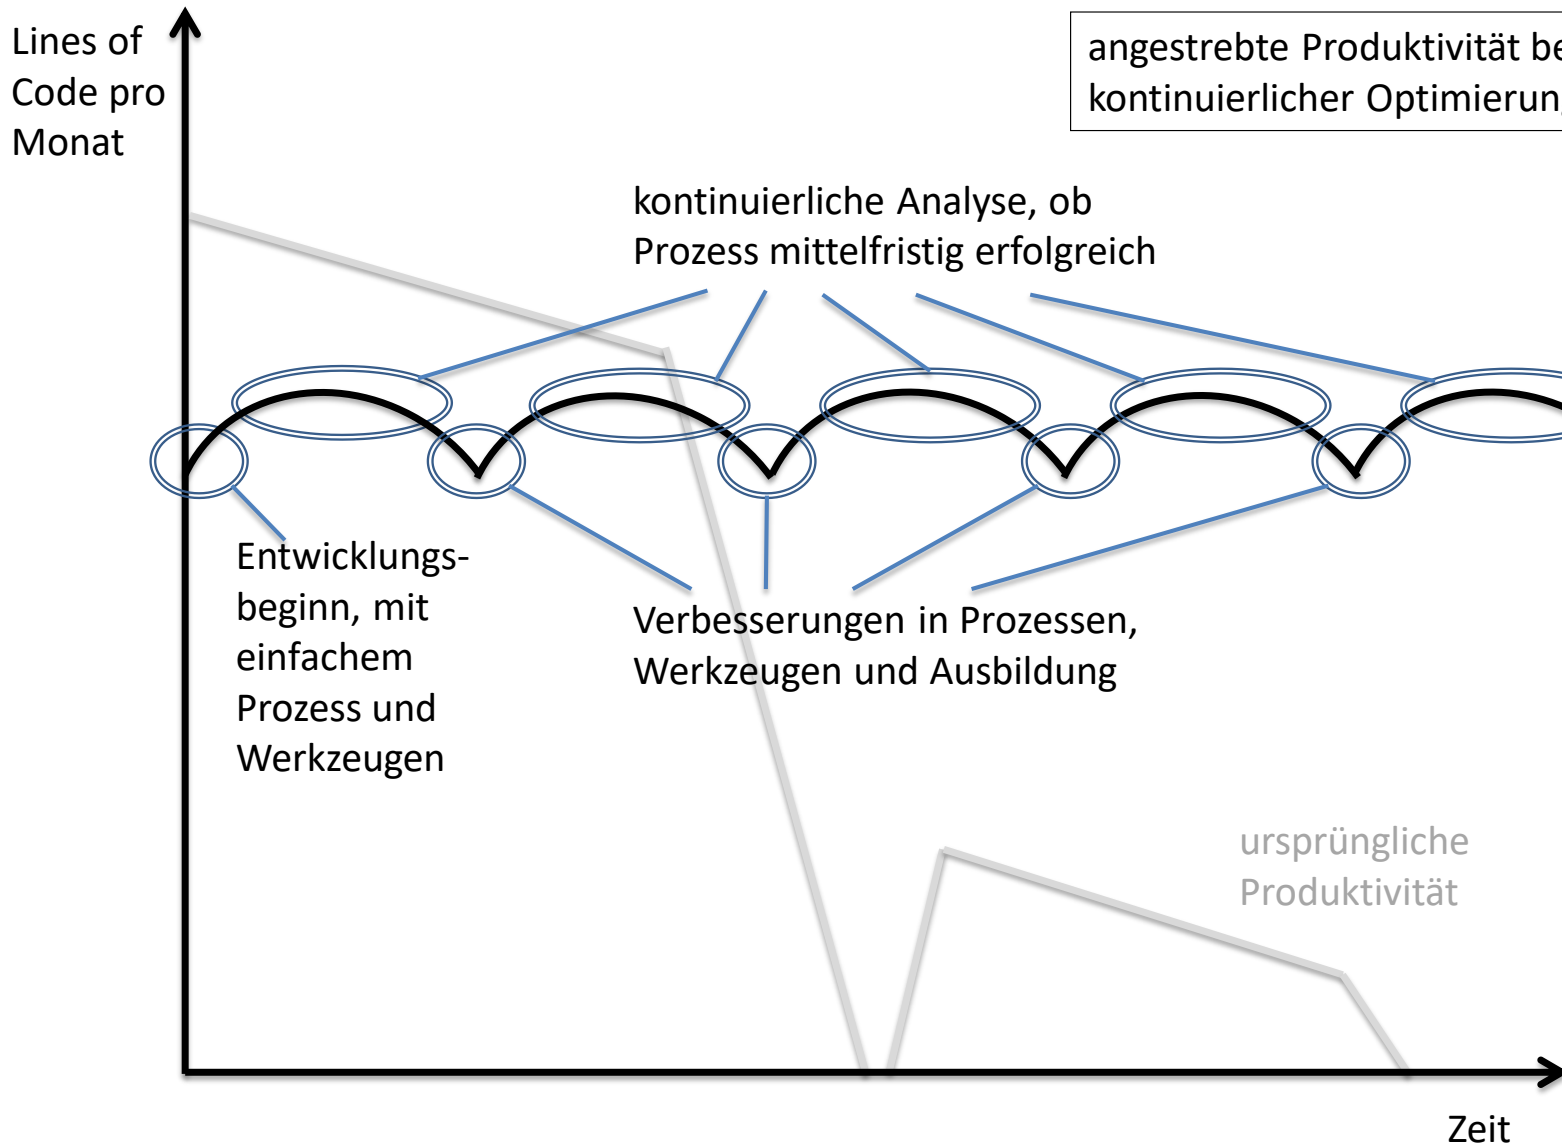 Lines of
Code pro
Monat
angestrebte Produktivität be
kontinuierlicher Optimierung
kontinuierliche Analyse, ob
Prozess mittelfristig erfolgreich
Entwicklungs-
beginn, mit
einfachem
Prozess und
Werkzeugen
Verbesserungen in Prozessen,
Werkzeugen und Ausbildung
ursprüngliche
Produktivität
Zeit